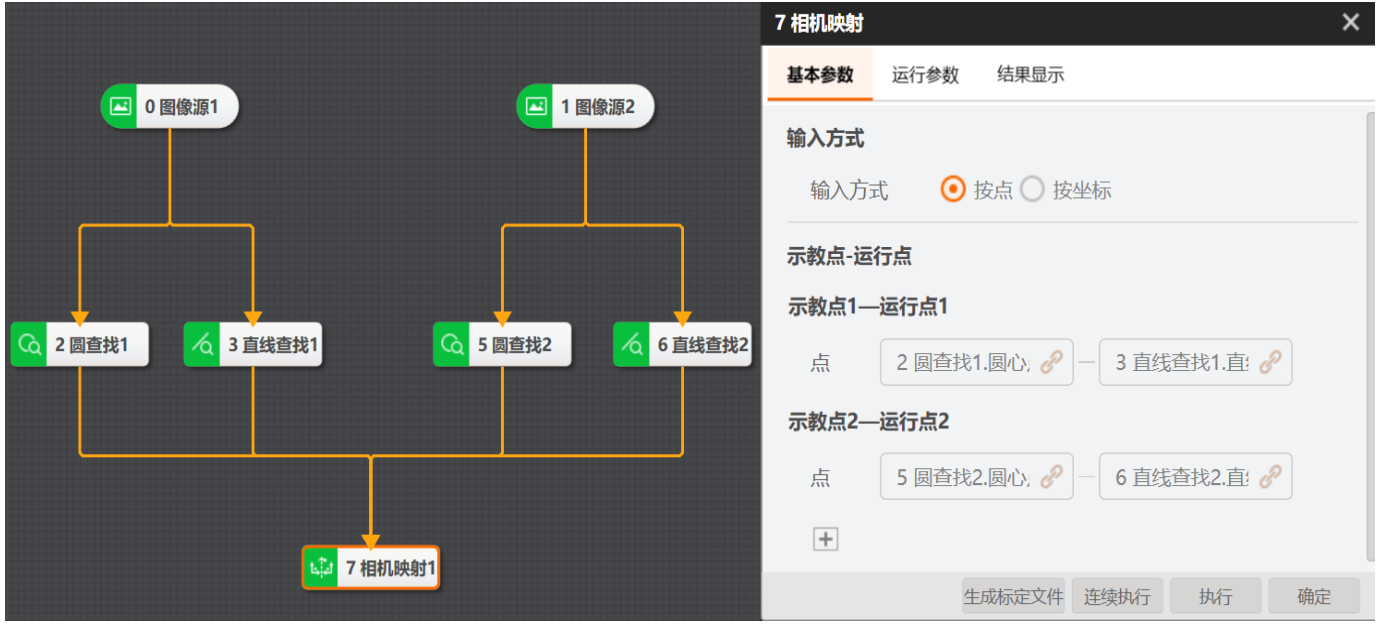 0 图像源1
1 图像源2
2 圆查找1
3 直线查找1
5 圆查找2
6 直线查找2
7 相机映射1
7 相机映射
基本参数 运行参数 结果显示
输入方式
输入方式 按点 按坐标
示教点-运行点
示教点1—运行点1
点 2 圆查找1.圆心 — 3 直线查找1.直
示教点2—运行点2
点 5 圆查找2.圆心 — 6 直线查找2.直
生成标定文件 连续执行 执行 确定